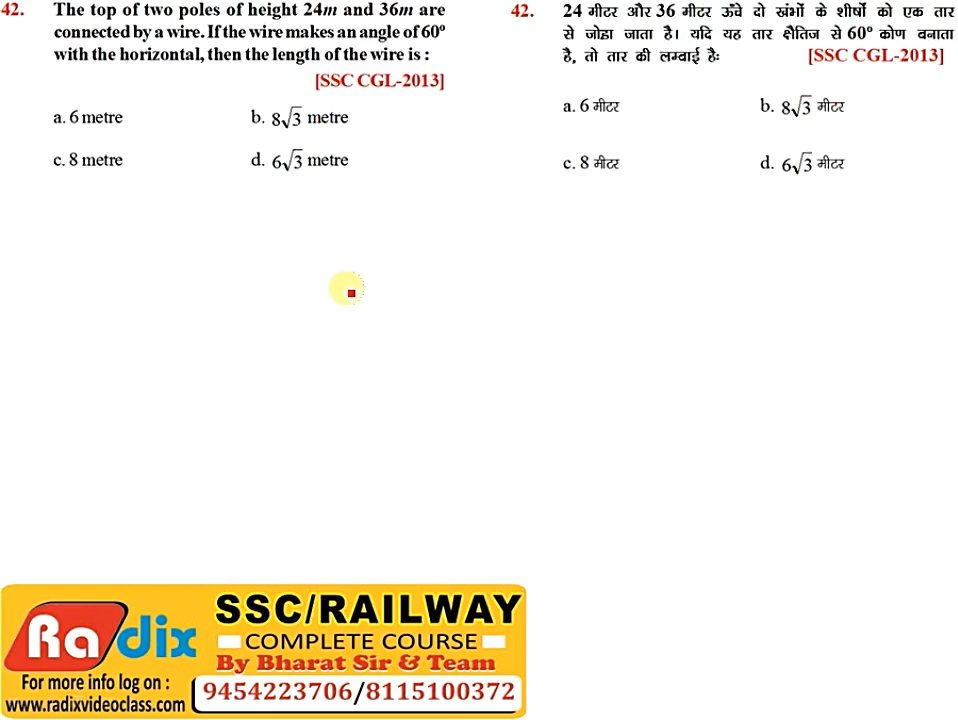 42. The top of two poles of height 24m and 36m are
connected by a wire. If the wire makes an angle of 60º
with the horizontal, then the length of the wire is :
[SSC CGL-2013]
a. 6 metre b. 8√3 metre
c. 8 metre d. 6√3 metre
42. 24 मीटर और 36 मीटर ऊँचे दो खंभों के शीर्षों को एक तार
से जोड़ा जाता है। यदि यह तार क्षैतिज से 60º कोण बनाता
है, तो तार की लम्बाई हैः [SSC CGL-2013]
a. 6 मीटर b. 8√3 मीटर
c. 8 मीटर d. 6√3 मीटर
Radix
For more info log on :
www.radixvideoclass.com
SSC/RAILWAY
COMPLETE COURSE
By Bharat Sir & Team
9454223706/8115100372